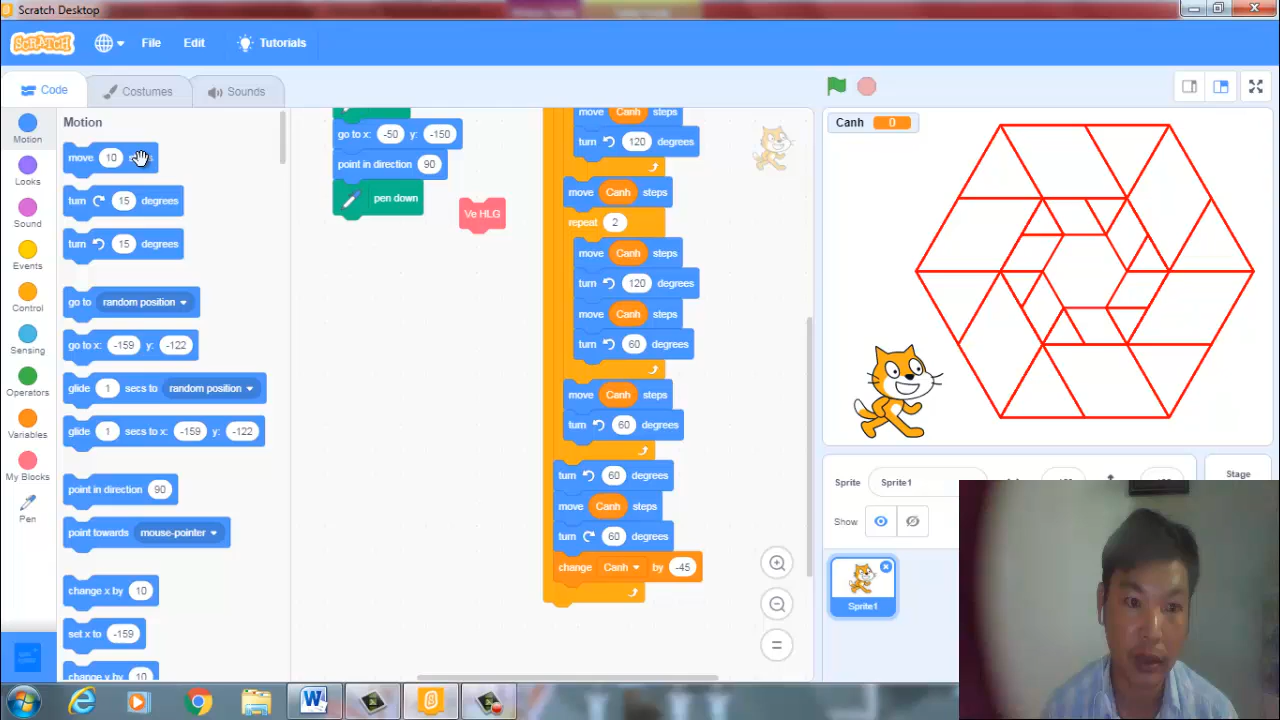 Scratch Desktop
SCRATCH
File
Edit
Tutorials
Code
Costumes
Sounds
Motion
Looks
Sound
Events
Control
Sensing
Operators
Variables
My Blocks
Pen
Motion
move 10
turn 15 degrees
turn 15 degrees
go to random position
go to x: -159 y: -122
glide 1 secs to random position
glide 1 secs to x: -159 y: -122
point in direction 90
point towards mouse-pointer
change x by 10
set x to -159
change y by 10
go to x: -50 y: -150
point in direction 90
pen down
Ve HLG
move Canh steps
turn 120 degrees
move Canh steps
repeat 2
move Canh steps
turn 120 degrees
move Canh steps
turn 60 degrees
move Canh steps
turn 60 degrees
turn 60 degrees
move Canh steps
turn 60 degrees
change Canh by -45
Canh 0
Sprite
Sprite1
Show
Sprite1
Stage